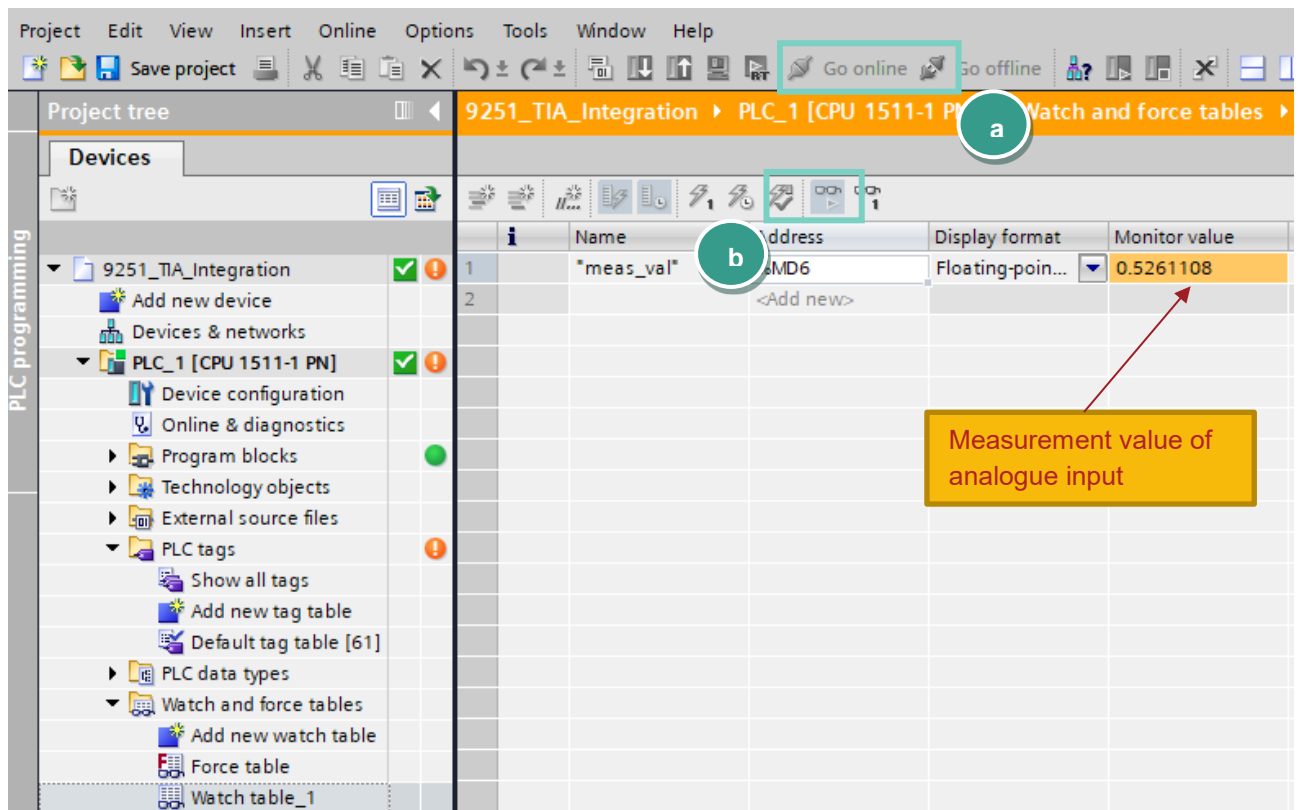 Project Edit View Insert Online Options Tools Window Help
Save project Go online Go offline
Project tree
9251_TIA_Integration PLC_1 [CPU 1511-1 Watch and force tables
a
Devices
PLC programming
i Name Address Display format Monitor value
b
1 "meas_val" %MD6 Floating-poin... 0.5261108
2 <Add new>
9251_TIA_Integration
Add new device
Devices & networks
PLC_1 [CPU 1511-1 PN]
Device configuration
Online & diagnostics
Program blocks
Technology objects
External source files
PLC tags
Show all tags
Add new tag table
Default tag table [61]
PLC data types
Watch and force tables
Add new watch table
Force table
Watch table_1
Measurement value of
analogue input